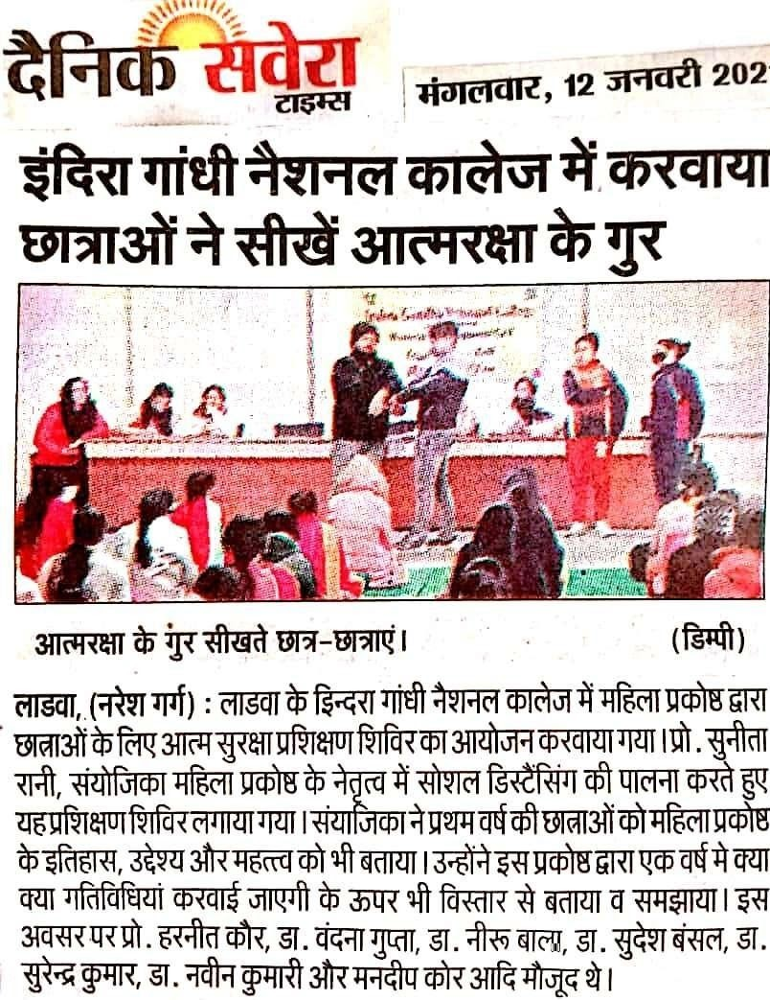 दैनिक सवेरा
टाइम्स
मंगलवार, 12 जनवरी 202
इंदिरा गांधी नैशनल कालेज में करवाया
छात्राओं ने सीखें आत्मरक्षा के गुर
आत्मरक्षा के गुर सीखते छात्र-छात्राएं।
(डिम्पी)
लाडवा, (नरेश गर्ग) : लाडवा के इिन्दरा गांधी नैशनल कालेज में महिला प्रकोष्ठ द्वारा
छात्राओं के लिए आत्म सुरक्षा प्रशिक्षण शिविर का आयोजन करवाया गया। प्रो. सुनीता
रानी, संयोजिका महिला प्रकोष्ठ के नेतृत्व में सोशल डिस्टैंसिंग की पालना करते हुए
यह प्रशिक्षण शिविर लगाया गया। संयाजिका ने प्रथम वर्ष की छात्राओं को महिला प्रकोष्ठ
के इतिहास, उद्देश्य और महत्त्व को भी बताया। उन्होंने इस प्रकोष्ठ द्वारा एक वर्ष मे क्या
क्या गतिविधियां करवाई जाएगी के ऊपर भी विस्तार से बताया व समझाया। इस
अवसर पर प्रो. हरनीत कौर, डा. वंदना गुप्ता, डा. नीरू बाला, डा. सुदेश बंसल, डा.
सुरेन्द्र कुमार, डा. नवीन कुमारी और मनदीप कोर आदि मौजूद थे।